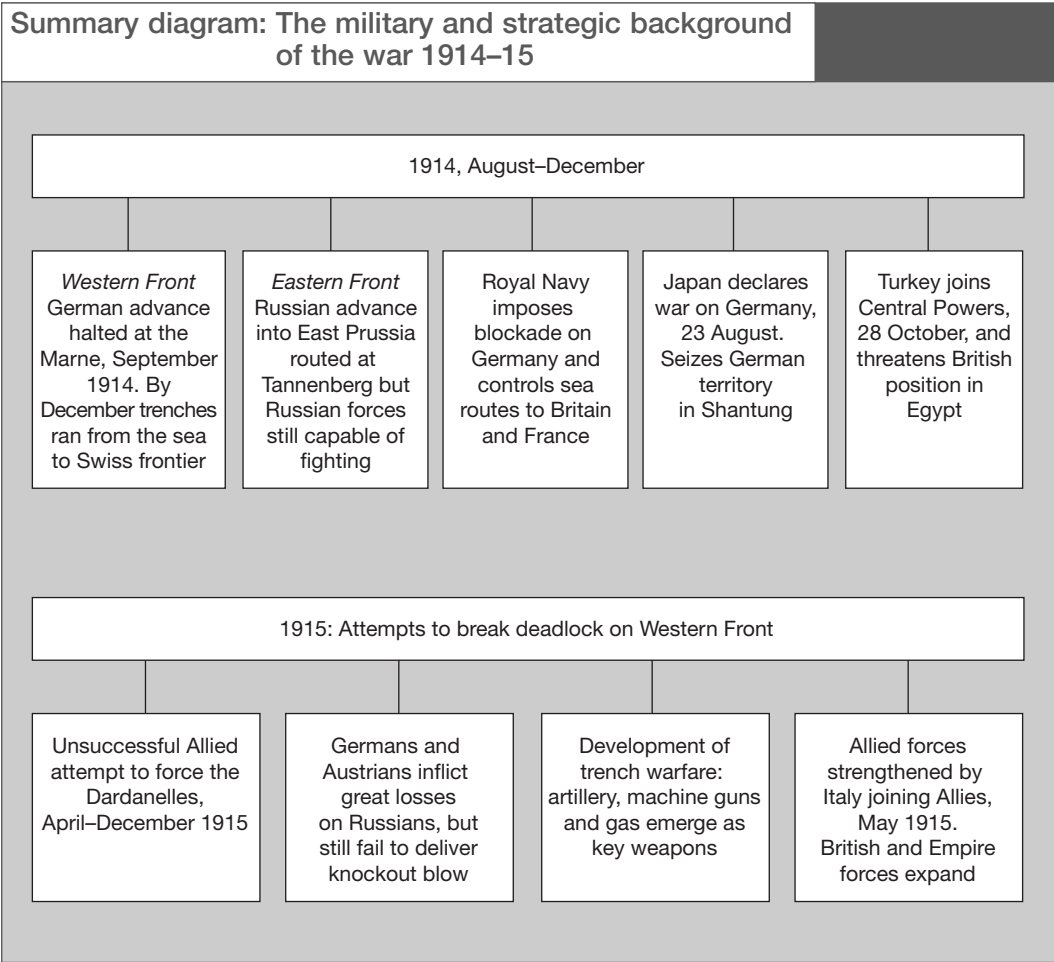 Summary diagram: The military and strategic background
of the war 1914–15
1914, August–December
Western Front
German advance
halted at the
Marne, September
1914. By
December trenches
ran from the sea
to Swiss frontier
Eastern Front
Russian advance
into East Prussia
routed at
Tannenberg but
Russian forces
still capable of
fighting
Royal Navy
imposes
blockade on
Germany and
controls sea
routes to Britain
and France
Japan declares
war on Germany,
23 August.
Seizes German
territory
in Shantung
Turkey joins
Central Powers,
28 October, and
threatens British
position in
Egypt
1915: Attempts to break deadlock on Western Front
Unsuccessful Allied
attempt to force the
Dardanelles,
April–December 1915
Germans and
Austrians inflict
great losses
on Russians, but
still fail to deliver
knockout blow
Development of
trench warfare:
artillery, machine guns
and gas emerge as
key weapons
Allied forces
strengthened by
Italy joining Allies,
May 1915.
British and Empire
forces expand